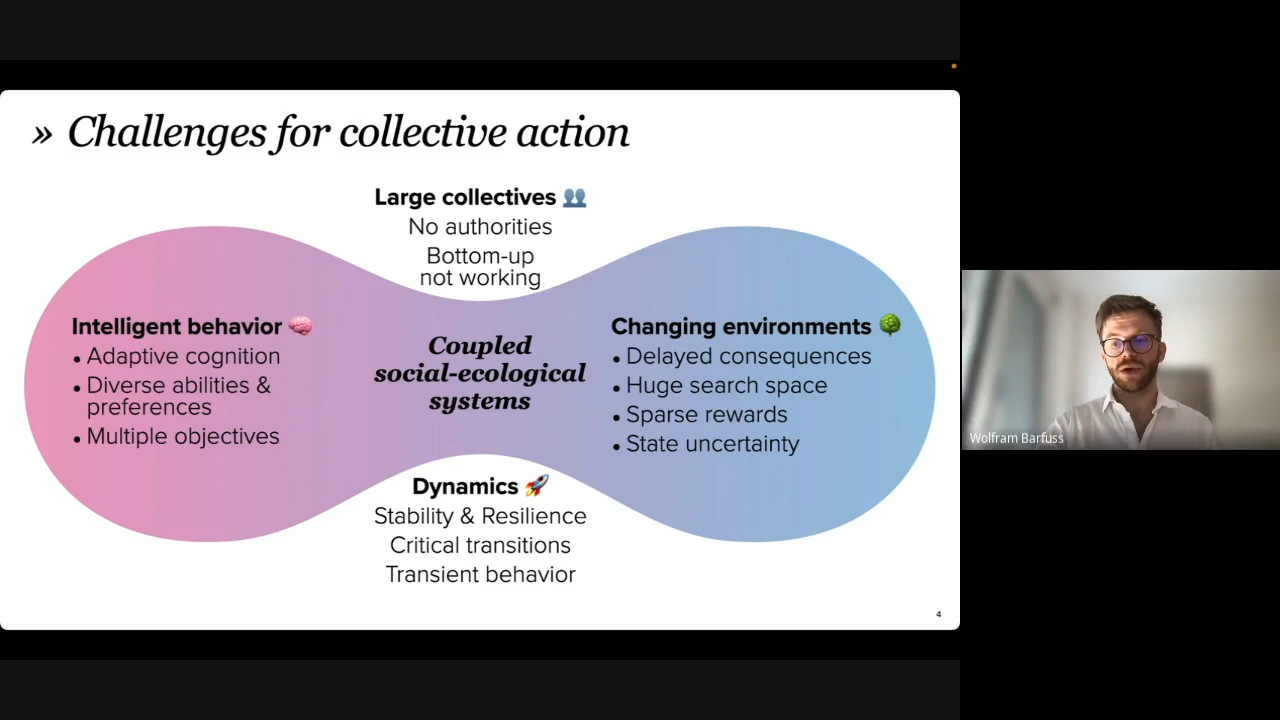 » Challenges for collective action
Large collectives 👥
No authorities
Bottom-up
not working
Intelligent behavior 🧠
• Adaptive cognition
• Diverse abilities &
preferences
• Multiple objectives
Coupled
social-ecological
systems
Changing environments 🌳
• Delayed consequences
• Huge search space
• Sparse rewards
• State uncertainty
Dynamics 🚀
Stability & Resilience
Critical transitions
Transient behavior
4
Wolfram Barfuss